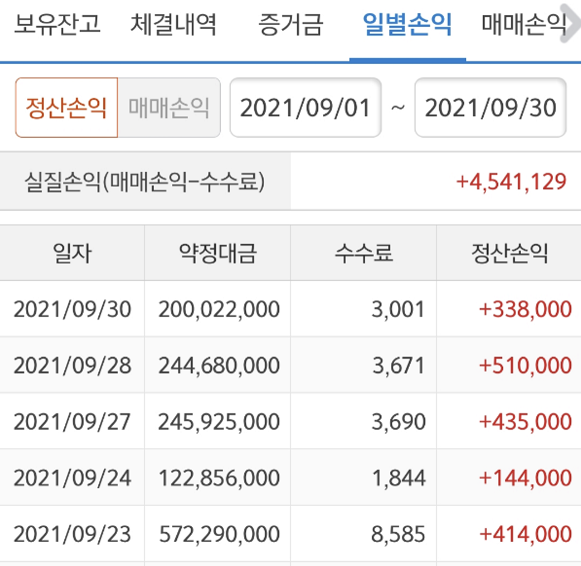 보유잔고 체결내역 증거금 일별손익 매매손익
정산손익 매매손익 2021/09/01 ~ 2021/09/30
실질손익(매매손익-수수료) +4,541,129
일자 약정대금 수수료 정산손익
2021/09/30 200,022,000 3,001 +338,000
2021/09/28 244,680,000 3,671 +510,000
2021/09/27 245,925,000 3,690 +435,000
2021/09/24 122,856,000 1,844 +144,000
2021/09/23 572,290,000 8,585 +414,000